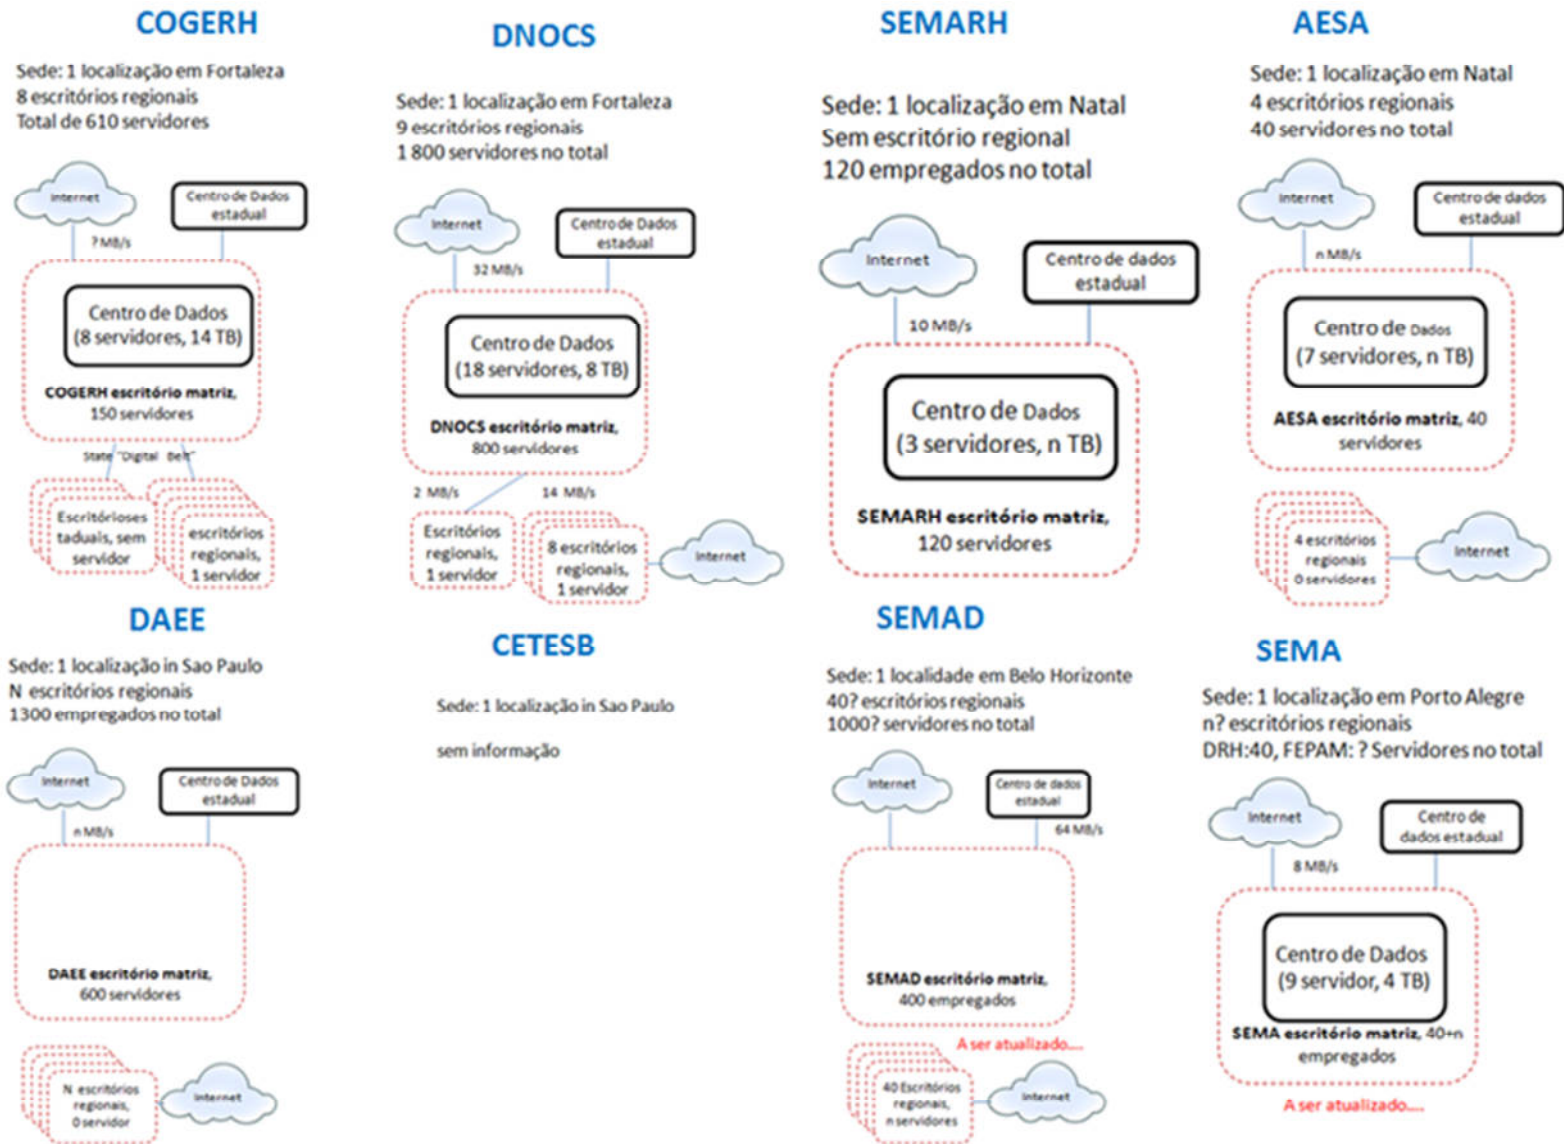 COGERH
Sede: 1 localização em Fortaleza
8 escritórios regionais
Total de 610 servidores
Internet
Centro de Dados
estadual
? MB/s
Centro de Dados
(8 servidores, 14 TB)
COGERH escritório matriz,
150 servidores
State "Digital Belt"
Escritórioses
taduais, sem
servidor
escritórios
regionais,
1 servidor
DNOCS
Sede: 1 localização em Fortaleza
9 escritórios regionais
1 800 servidores no total
Internet
Centro de Dados
estadual
32 MB/s
Centro de Dados
(18 servidores, 8 TB)
DNOCS escritório matriz,
800 servidores
2 MB/s
14 MB/s
Escritórios
regionais,
1 servidor
8 escritórios
regionais,
1 servidor
Internet
SEMARH
Sede: 1 localização em Natal
Sem escritório regional
120 empregados no total
Internet
Centro de dados
estadual
10 MB/s
Centro de Dados
(3 servidores, n TB)
SEMARH escritório matriz,
120 servidores
AESA
Sede: 1 localização em Natal
4 escritórios regionais
40 servidores no total
Internet
Centro de dados
estadual
n MB/s
Centro de Dados
(7 servidores, n TB)
AESA escritório matriz, 40
servidores
4 escritórios
regionais
0 servidores
Internet
DAEE
Sede: 1 localização in Sao Paulo
N escritórios regionais
1300 empregados no total
Internet
Centro de Dados
estadual
n MB/s
DAEE escritório matriz,
600 servidores
N escritórios
regionais,
0 servidor
Internet
CETESB
Sede: 1 localização in Sao Paulo
sem informação
SEMAD
Sede: 1 localidade em Belo Horizonte
40? escritórios regionais
1000? servidores no total
Internet
Centro de dados
estadual
64 MB/s
SEMAD escritório matriz,
400 empregados
A ser atualizado....
40 Escritórios
regionais,
n servidores
Internet
SEMA
Sede: 1 localização em Porto Alegre
n? escritórios regionais
DRH:40, FEPAM: ? Servidores no total
Internet
Centro de
dados estadual
8 MB/s
Centro de Dados
(9 servidor, 4 TB)
SEMA escritório matriz, 40+n
empregados
A ser atualizado....